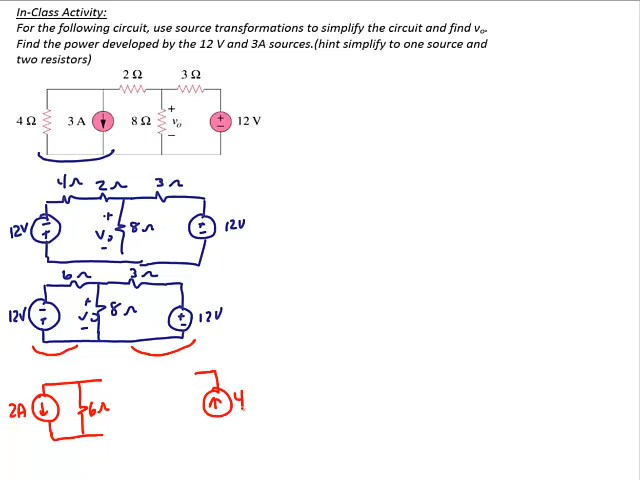 In-Class Activity:
For the following circuit, use source transformations to simplify the circuit and find vo.
Find the power developed by the 12 V and 3A sources.(hint simplify to one source and
two resistors)
2 Ω 3 Ω
4 Ω 3 A 8 Ω + vo − + − 12 V
4Ω 2Ω 3Ω
12V − + + Vo − 8Ω + − 12V
6Ω 3Ω
12V − + + Vo − 8Ω + − 12V
2A 6Ω 4